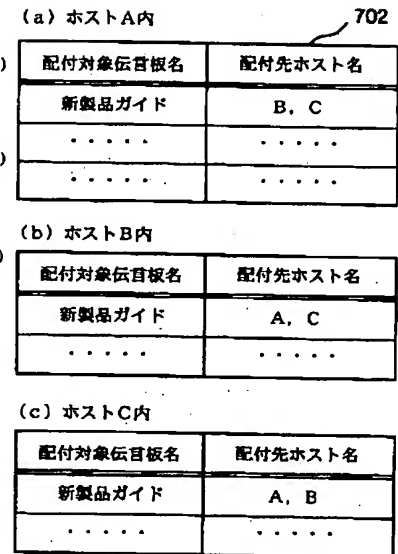 (a) ホストA内
702
配付対象伝言板名 配付先ホスト名
新製品ガイド B, C
・・・・・ ・・・・・
・・・・・ ・・・・・
(b) ホストB内
配付対象伝言板名 配付先ホスト名
新製品ガイド A, C
・・・・・ ・・・・・
(c) ホストC内
配付対象伝言板名 配付先ホスト名
新製品ガイド A, B
・・・・・ ・・・・・